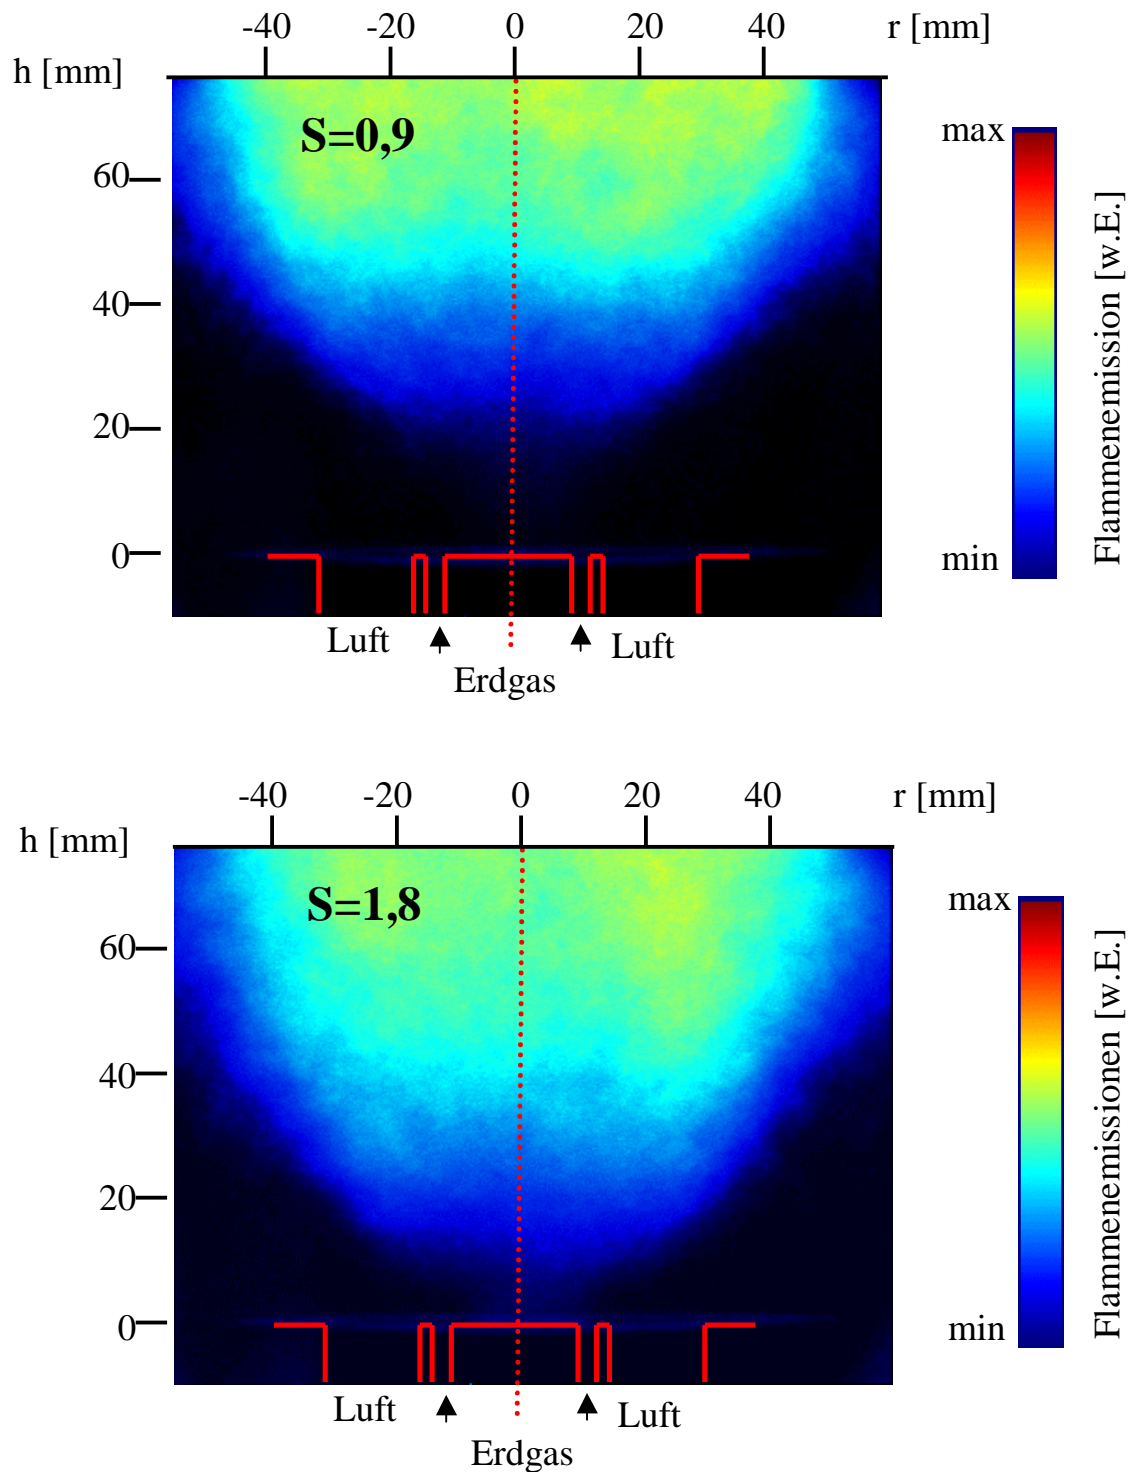 -40 -20 0 20 40 r [mm]
h [mm]
S=0,9
max
60
40
20
0
min
Flammenemission [w.E.]
Luft Luft
Erdgas
-40 -20 0 20 40 r [mm]
h [mm]
S=1,8
max
60
40
20
0
min
Flammenemissionen [w.E.]
Luft Luft
Erdgas